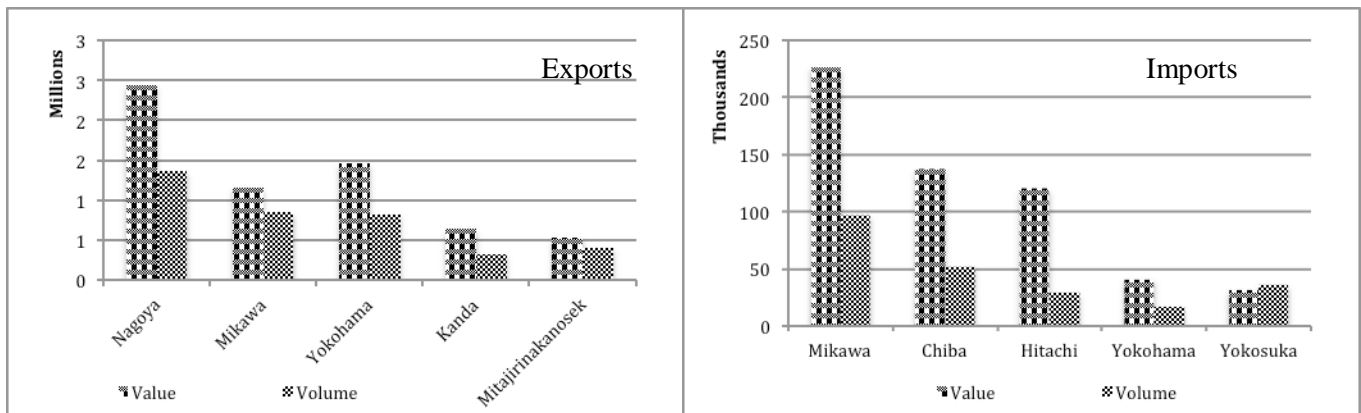 Exports
Millions
3
3
2
2
1
1
0
Nagoya
Mikawa
Yokohama
Kanda
Mitajirinakanosek
Value
Volume
Imports
Thousands
250
200
150
100
50
0
Mikawa
Chiba
Hitachi
Yokohama
Yokosuka
Value
Volume